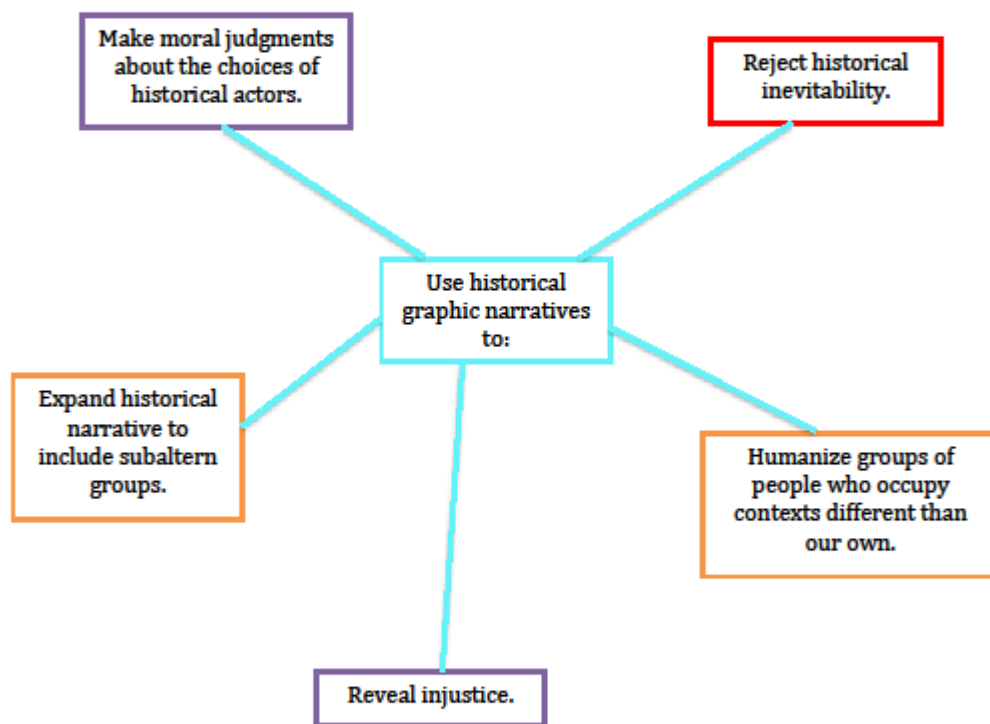 Make moral judgments
about the choices of
historical actors.
Reject historical
inevitability.
Use historical
graphic narratives
to:
Expand historical
narrative to
include subaltern
groups.
Humanize groups of
people who occupy
contexts different than
our own.
Reveal injustice.